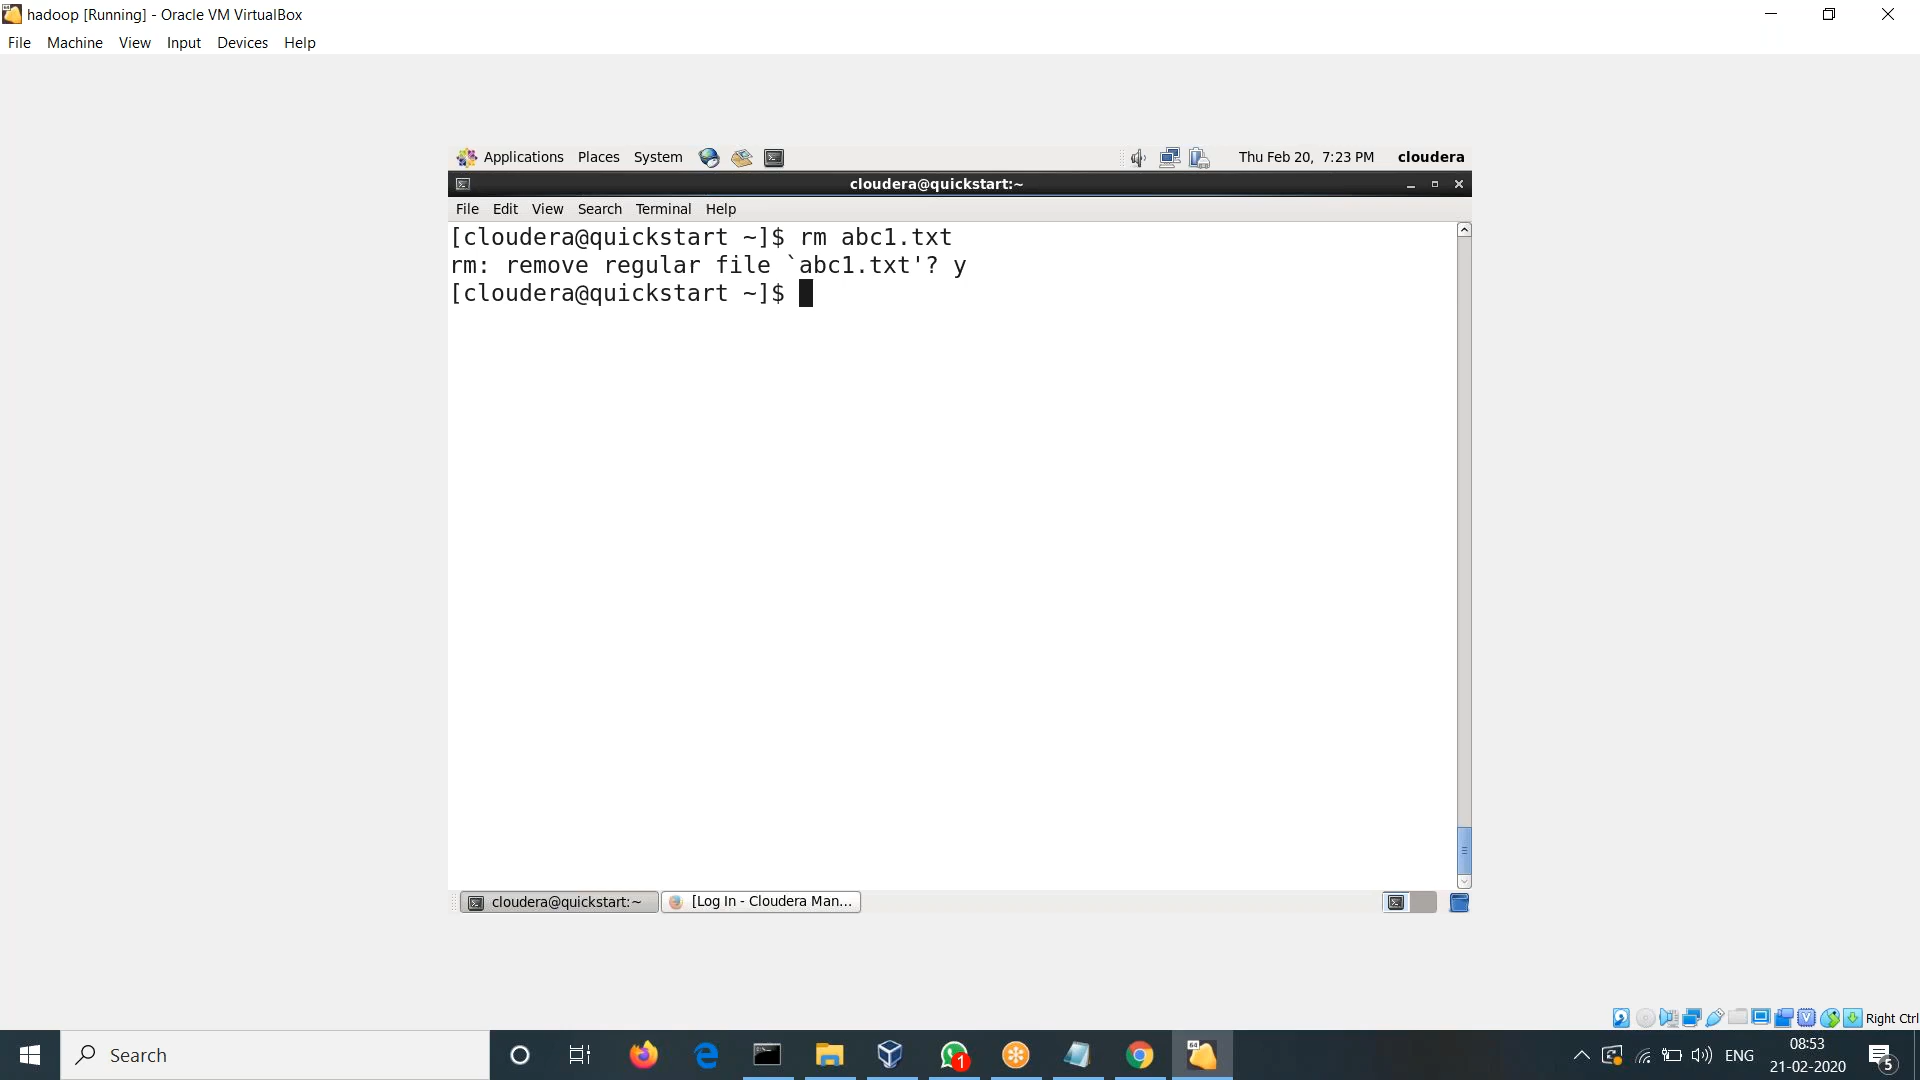 hadoop [Running] - Oracle VM VirtualBox
File Machine View Input Devices Help
Applications Places System Thu Feb 20, 7:23 PM cloudera
cloudera@quickstart:~
File Edit View Search Terminal Help
[cloudera@quickstart ~]$ rm abc1.txt
rm: remove regular file `abc1.txt'? y
[cloudera@quickstart ~]$
cloudera@quickstart:~ [Log In - Cloudera Man...
Right Ctrl
Search 1 64 ENG 08:53
21-02-2020 5